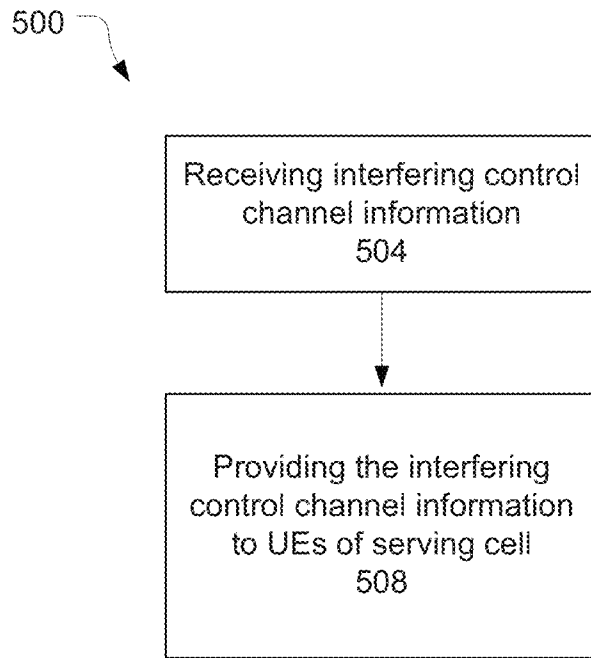 500
Receiving interfering control
channel information
504
Providing the interfering
control channel information
to UEs of serving cell
508